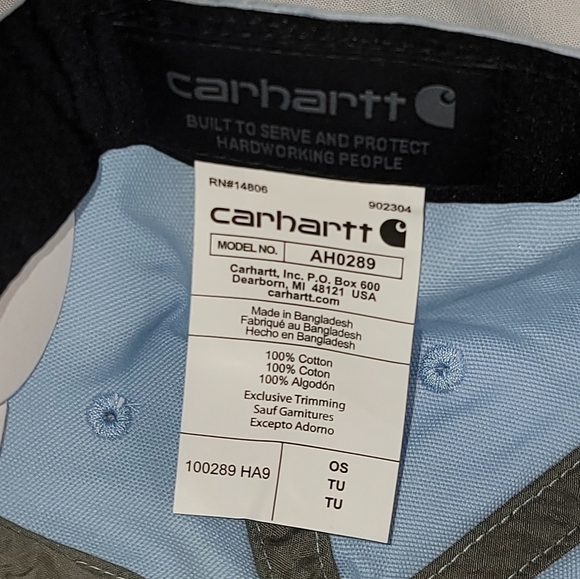 carhartt
BUILT TO SERVE AND PROTECT
HARDWORKING PEOPLE
RN#14806
902304
carhartt
MODEL NO. AH0289
Carhartt, Inc. P.O. Box 600
Dearborn, MI 48121 USA
carhartt.com
Made in Bangladesh
Fabriqué au Bangladesh
Hecho en Bangladesh
100% Cotton
100% Coton
100% Algodón
Exclusive Trimming
Sauf Garnitures
Excepto Adorno
100289 HA9
OS
TU
TU